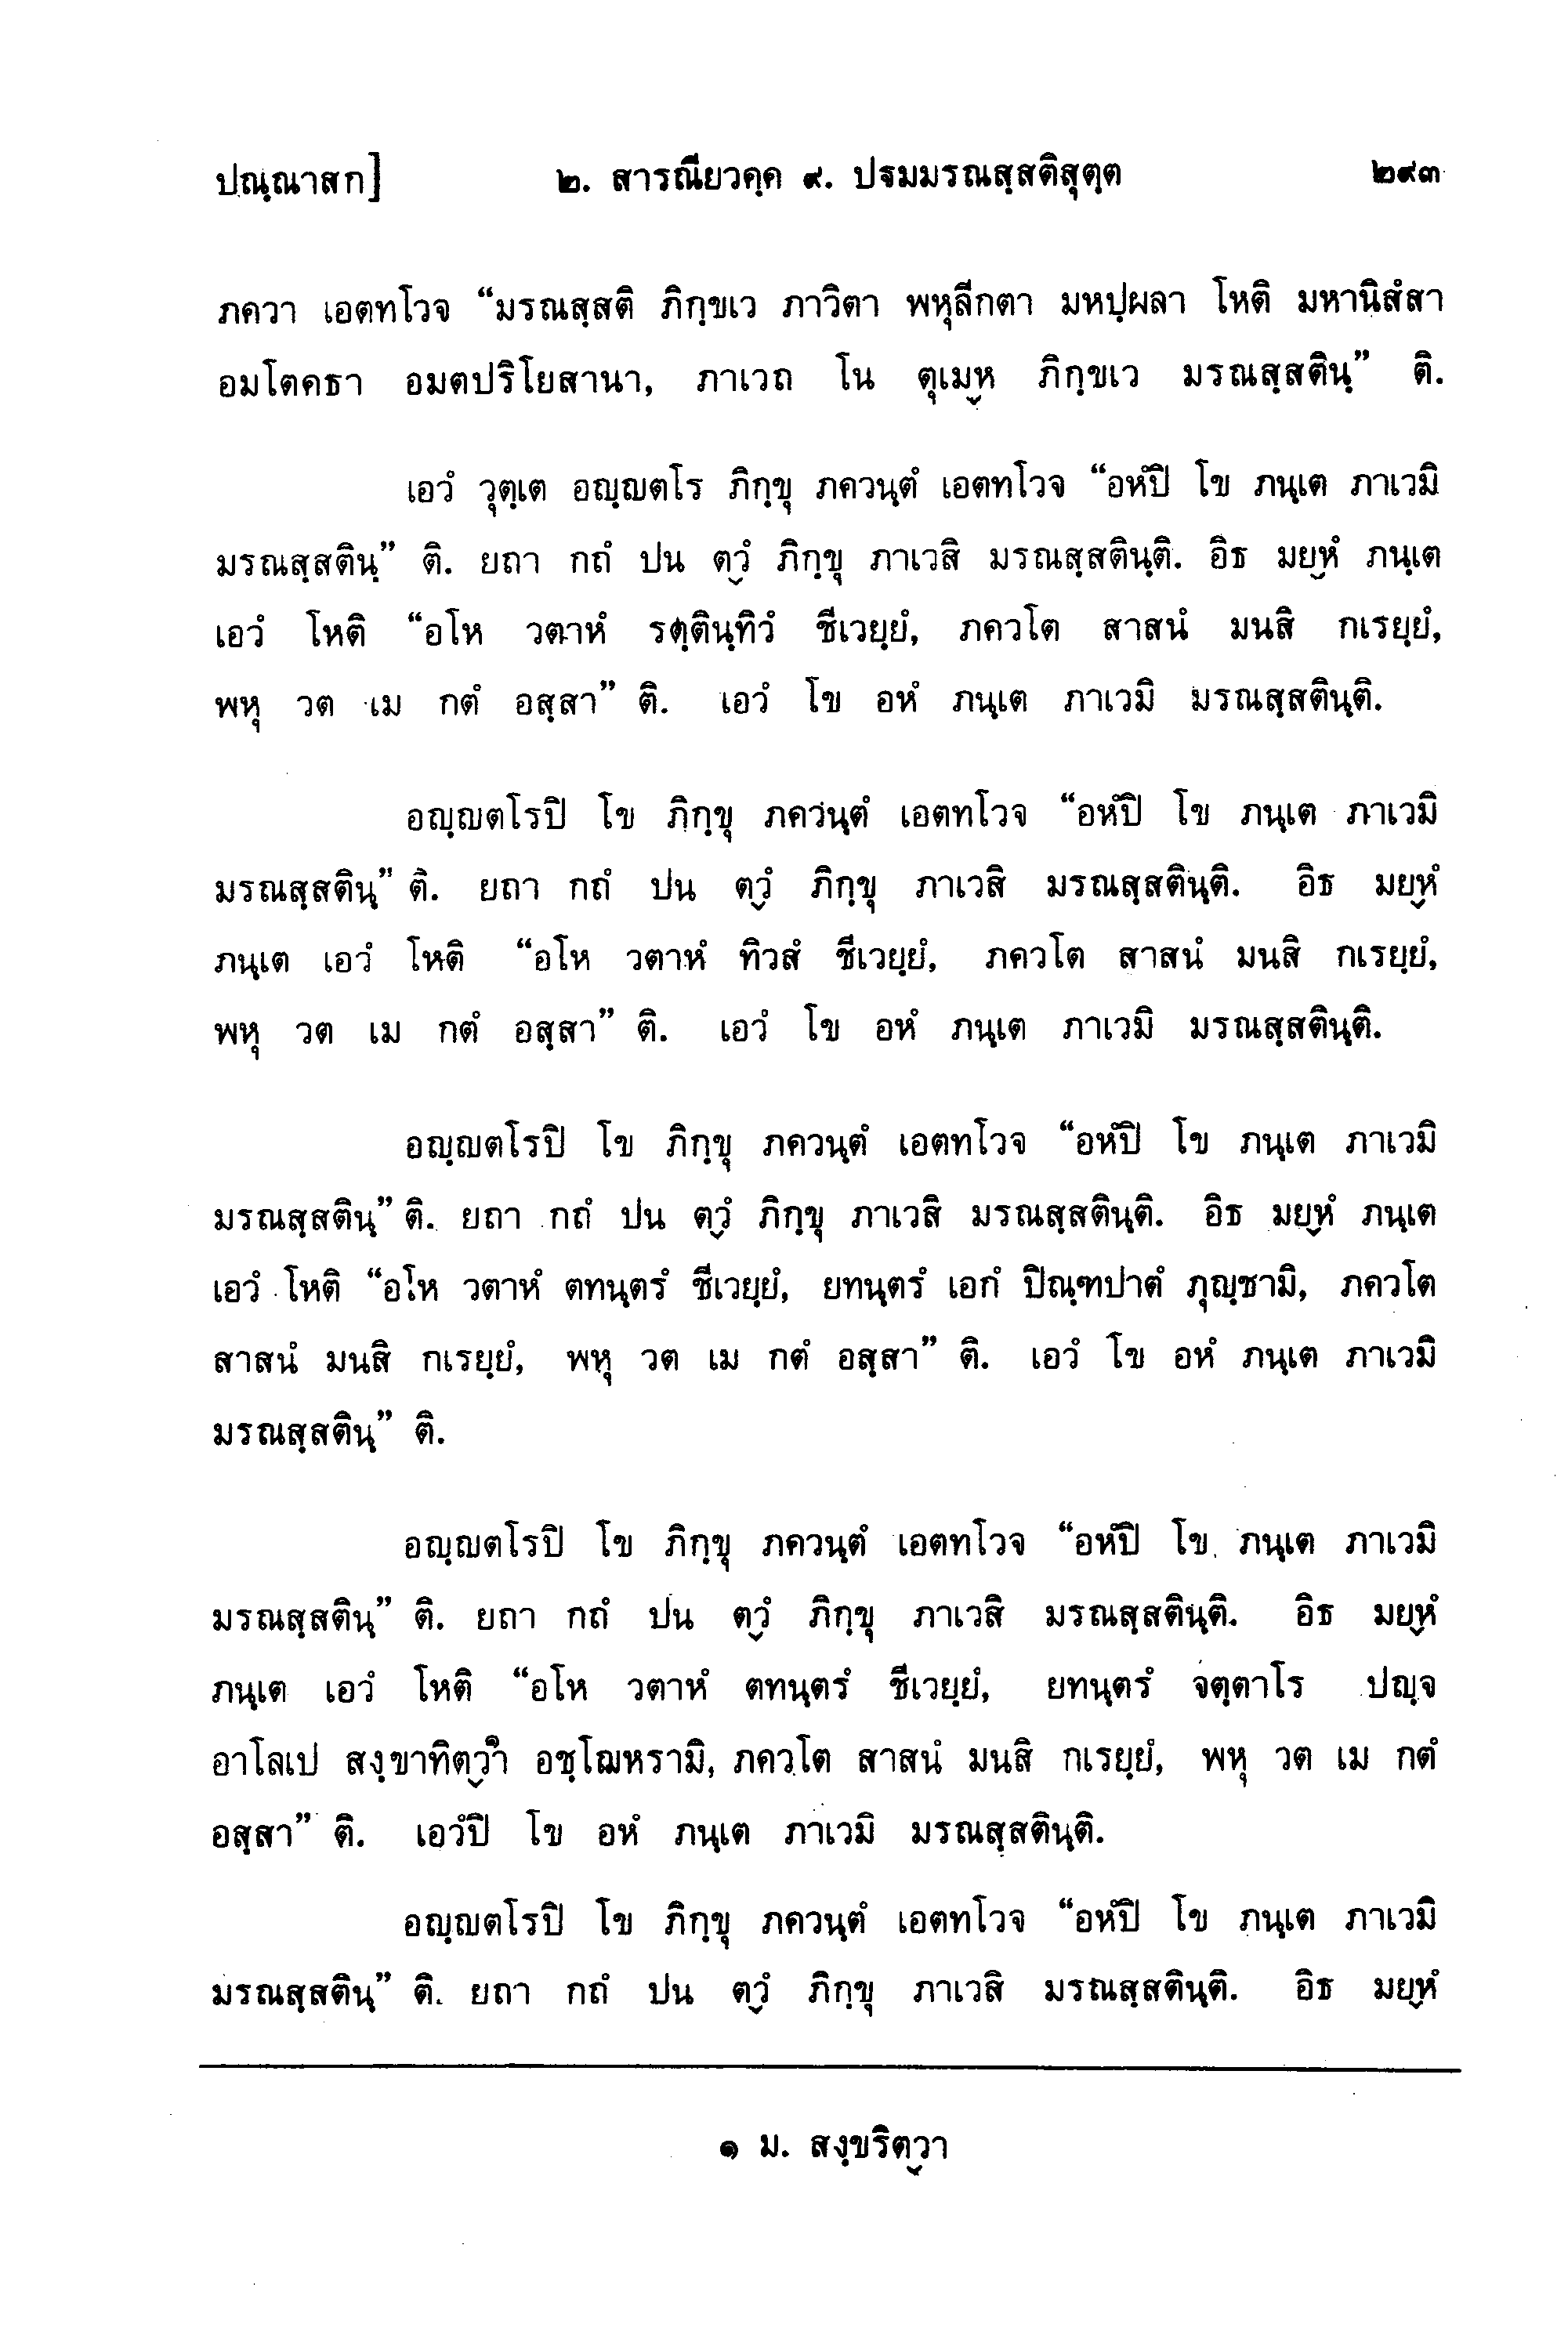 ปณฺณาสก]	๒. สารณียวคฺค ๙. ปฐมมรณสฺสติสุตฺต	๒๙๓
ภควา เอตทโวจ “มรณสฺสติ ภิกฺขเว ภาวิตา พหุลีกตา มหปฺผลา โหติ มหานิสํสา
อมโตคธา อมตปริโยสานา, ภาเวถ โน ตุเมฺห ภิกฺขเว มรณสฺสตินฺ” ติ.
เอวํ วุตฺเต อญฺญตโร ภิกฺขุ ภควนฺตํ เอตทโวจ “อหํปิ โข ภนฺเต ภาเวมิ
มรณสฺสตินฺ” ติ. ยถา กถํ ปน ตฺวํ ภิกฺขุ ภาเวสิ มรณสฺสตินฺติ. อิธ มยฺหํ ภนฺเต
เอวํ โหติ “อโห วตาหํ รตฺตินฺทิวํ ชีเวยฺยํ, ภควโต สาสนํ มนสิ กเรยฺยํ,
พหุ วต เม กตํ อสฺสา” ติ. เอวํ โข อหํ ภนฺเต ภาเวมิ มรณสฺสตินฺติ.
อญฺญตโรปิ โข ภิกฺขุ ภควนฺตํ เอตทโวจ “อหํปิ โข ภนฺเต ภาเวมิ
มรณสฺสตินฺ” ติ. ยถา กถํ ปน ตฺวํ ภิกฺขุ ภาเวสิ มรณสฺสตินฺติ. อิธ มยฺหํ
ภนฺเต เอวํ โหติ “อโห วตาหํ ทิวสํ ชีเวยฺยํ, ภควโต สาสนํ มนสิ กเรยฺยํ,
พหุ วต เม กตํ อสฺสา” ติ. เอวํ โข อหํ ภนฺเต ภาเวมิ มรณสฺสตินฺติ.
อญฺญตโรปิ โข ภิกฺขุ ภควนฺตํ เอตทโวจ “อหํปิ โข ภนฺเต ภาเวมิ
มรณสฺสตินฺ” ติ. ยถา กถํ ปน ตฺวํ ภิกฺขุ ภาเวสิ มรณสฺสตินฺติ. อิธ มยฺหํ ภนฺเต
เอวํ โหติ “อโห วตาหํ ตทนฺตรํ ชีเวยฺยํ, ยทนฺตรํ เอกํ ปิณฺฑปาตํ ภุญฺชามิ, ภควโต
สาสนํ มนสิ กเรยฺยํ, พหุ วต เม กตํ อสฺสา” ติ. เอวํ โข อหํ ภนฺเต ภาเวมิ
มรณสฺสตินฺ” ติ.
อญฺญตโรปิ โข ภิกฺขุ ภควนฺตํ เอตทโวจ “อหํปิ โข ภนฺเต ภาเวมิ
มรณสฺสตินฺ” ติ. ยถา กถํ ปน ตฺวํ ภิกฺขุ ภาเวสิ มรณสฺสตินฺติ. อิธ มยฺหํ
ภนฺเต เอวํ โหติ “อโห วตาหํ ตทนฺตรํ ชีเวยฺยํ, ยทนฺตรํ จตฺตาโร ปญฺจ
อาโลเป สงฺขาทิตฺวา๑ อชฺโฌหรามิ, ภควโต สาสนํ มนสิ กเรยฺยํ, พหุ วต เม กตํ
อสฺสา” ติ. เอวํปิ โข อหํ ภนฺเต ภาเวมิ มรณสฺสตินฺติ.
อญฺญตโรปิ โข ภิกฺขุ ภควนฺตํ เอตทโวจ “อหํปิ โข ภนฺเต ภาเวมิ
มรณสฺสตินฺ” ติ. ยถา กถํ ปน ตฺวํ ภิกฺขุ ภาเวสิ มรณสฺสตินฺติ. อิธ มยฺหํ
๑ ม. สงฺขริตฺวา